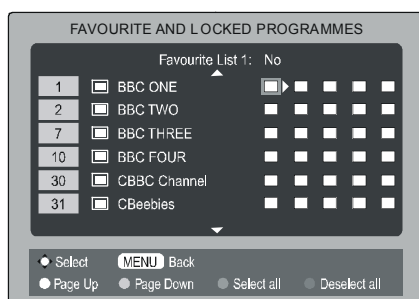 FAVOURITE AND LOCKED PROGRAMMES
Favourite List 1: No
1 BBC ONE
2 BBC TWO
7 BBC THREE
10 BBC FOUR
30 CBBC Channel
31 CBeebies
Select MENU Back
Page Up Page Down Select all Deselect all